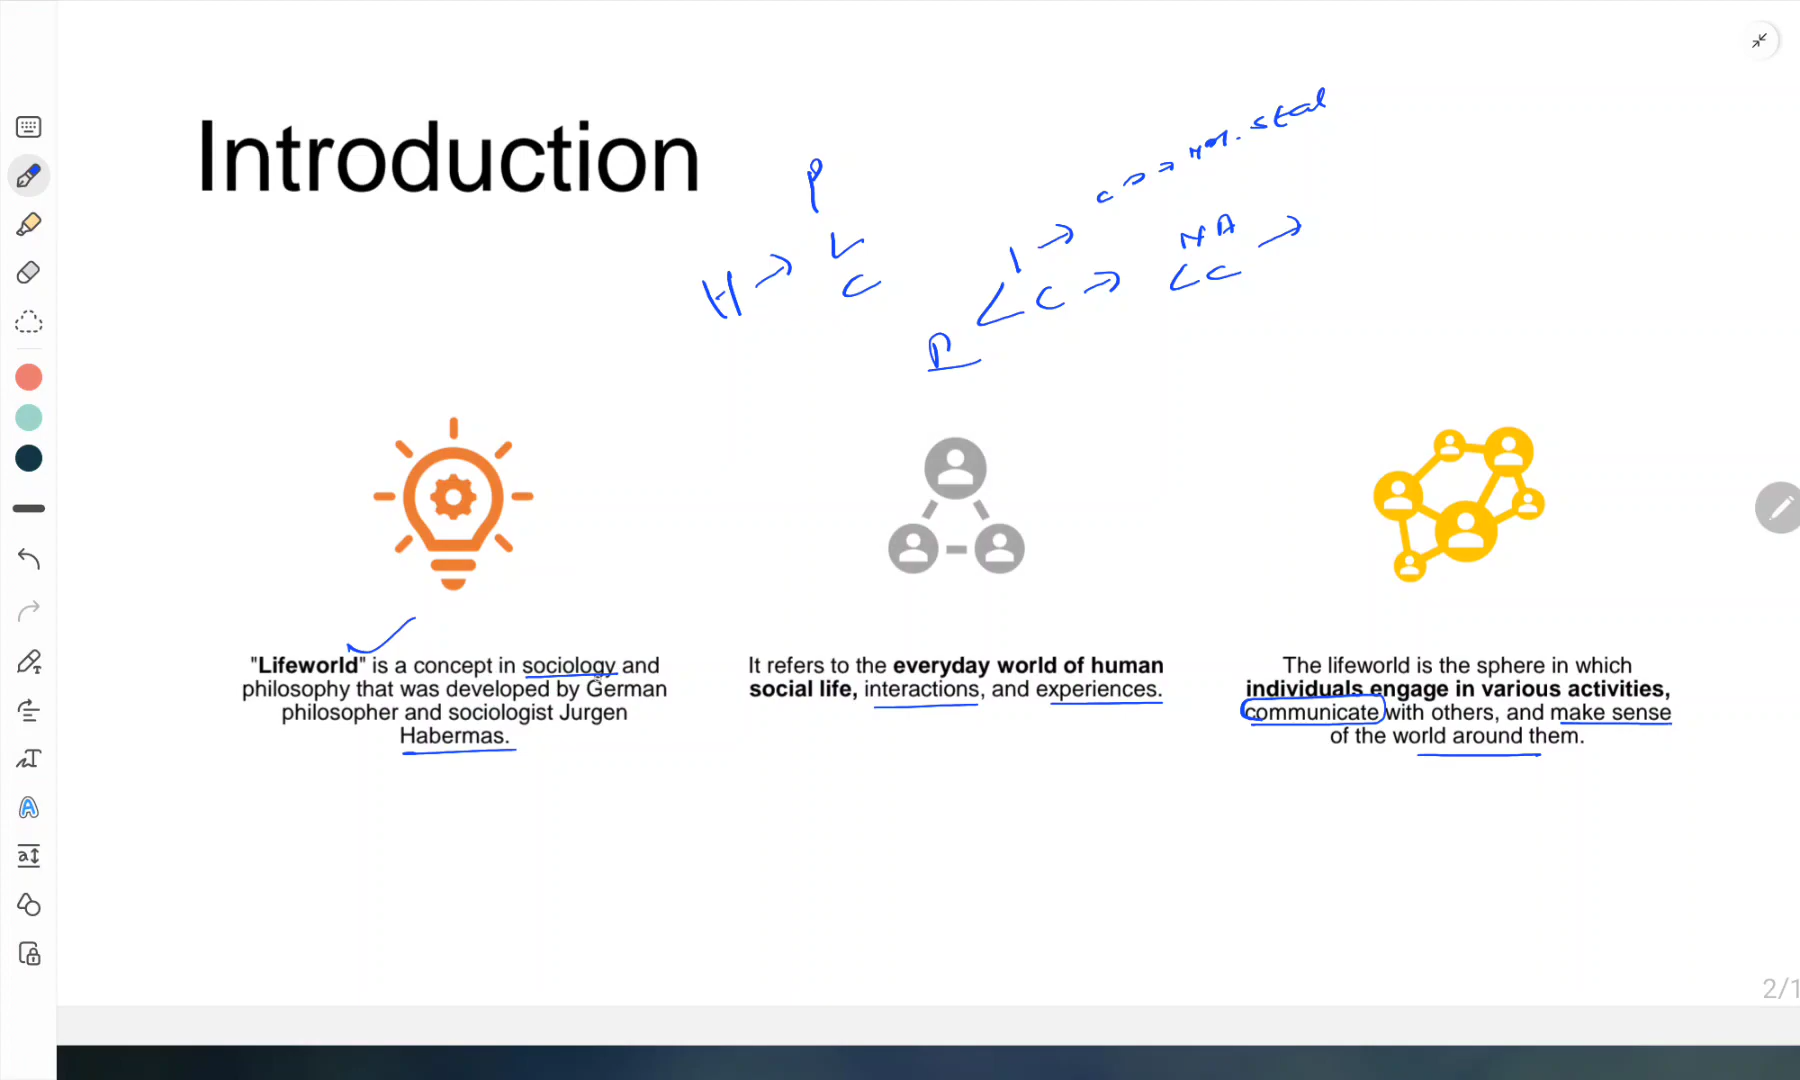 Introduction
P
L
C
H →
P
I →
C →
NA
LC →
"Lifeworld" is a concept in sociology and
philosophy that was developed by German
philosopher and sociologist Jurgen
Habermas.
It refers to the everyday world of human
social life, interactions, and experiences.
The lifeworld is the sphere in which
individuals engage in various activities,
communicate with others, and make sense
of the world around them.
2/1